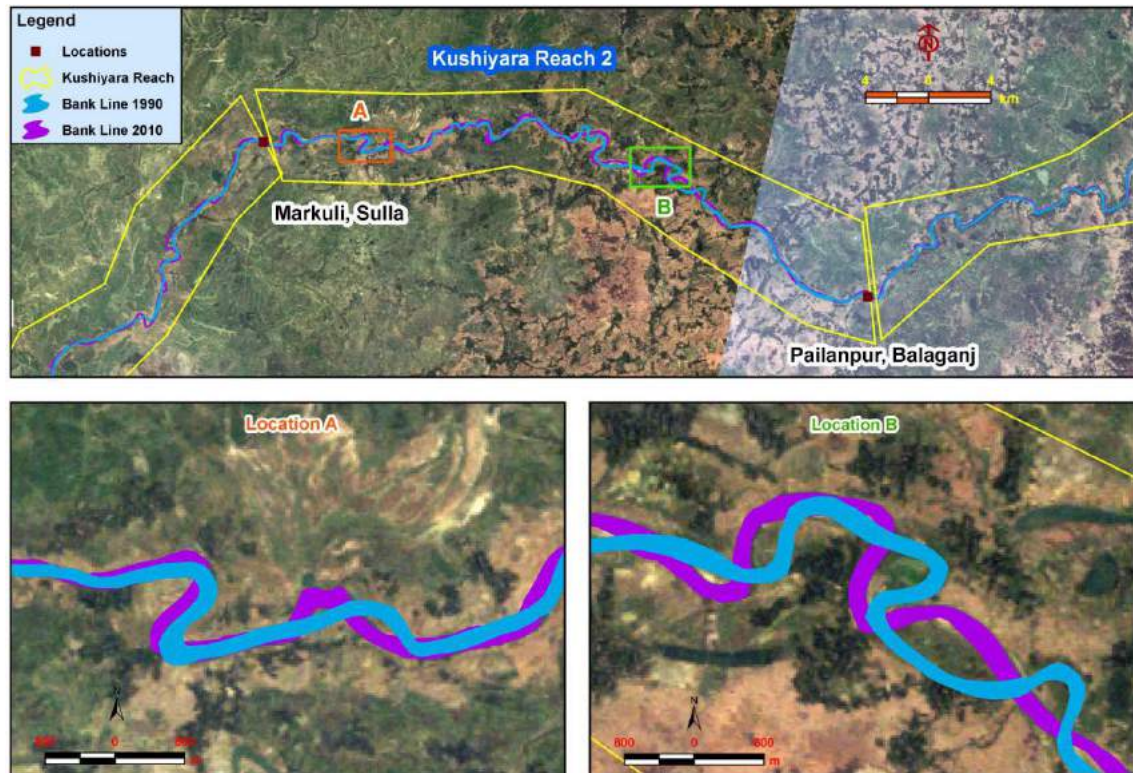 Legend
Locations
Kushiyara Reach
Bank Line 1990
Bank Line 2010
Kushiyara Reach 2
N
4 4 4
km
A
B
Markuli, Sulla
Pailanpur, Balaganj
Location A
N
800 0 800
m
Location B
N
800 0 800
m